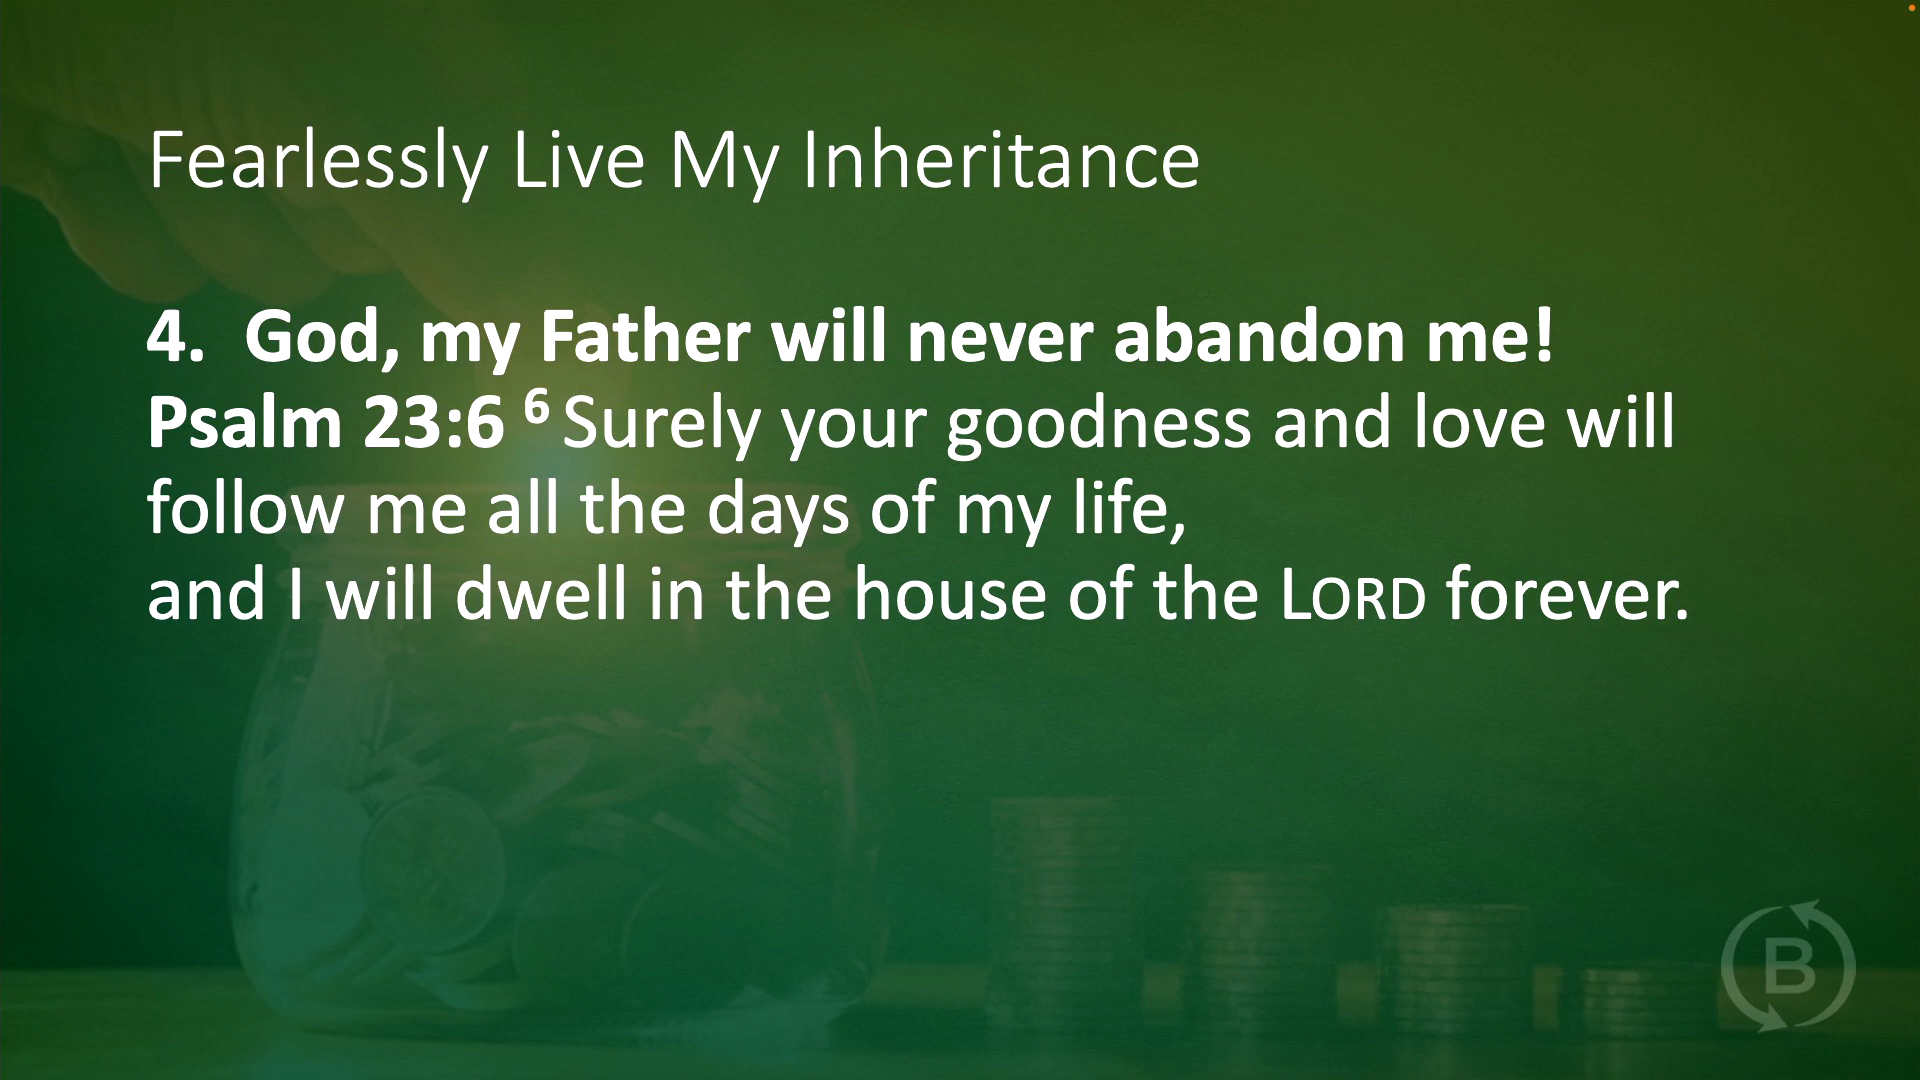 Fearlessly Live My Inheritance
4. God, my Father will never abandon me!
Psalm 23:6 ⁶ Surely your goodness and love will
follow me all the days of my life,
and I will dwell in the house of the LORD forever.
B